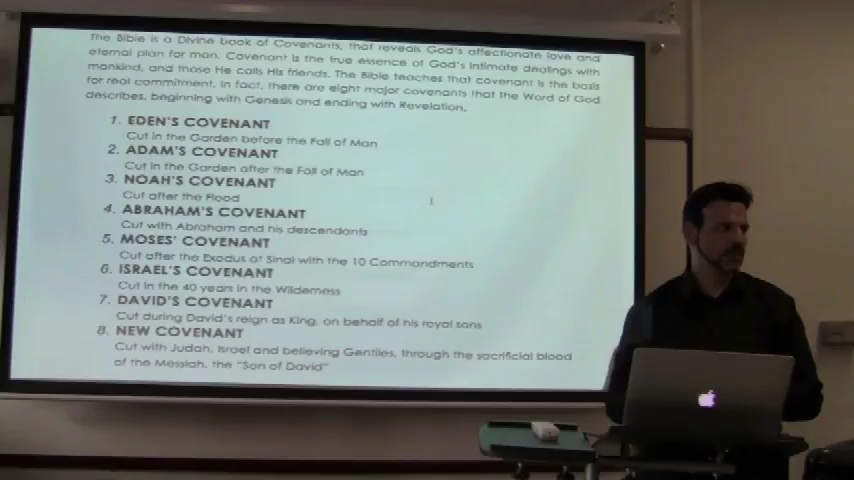 The Bible is a Divine book of Covenants, that reveals God's affectionate love and
eternal plan for man. Covenant is the true essence of God's intimate dealings with
mankind, and those He calls His friends. The Bible teaches that covenant is the basis
for real commitment. In fact, there are eight major covenants that the Word of God
describes, beginning with Genesis and ending with Revelation.
1. EDEN'S COVENANT
Cut in the Garden before the Fall of Man
2. ADAM'S COVENANT
Cut in the Garden after the Fall of Man
3. NOAH'S COVENANT
Cut after the Flood
4. ABRAHAM'S COVENANT
Cut with Abraham and his descendants
5. MOSES' COVENANT
Cut after the Exodus at Sinai with the 10 Commandments
6. ISRAEL'S COVENANT
Cut in the 40 years in the Wilderness
7. DAVID'S COVENANT
Cut during David's reign as King, on behalf of his royal sons
8. NEW COVENANT
Cut with Judah, Israel and believing Gentiles, through the sacrificial blood
of the Messiah, the "Son of David"